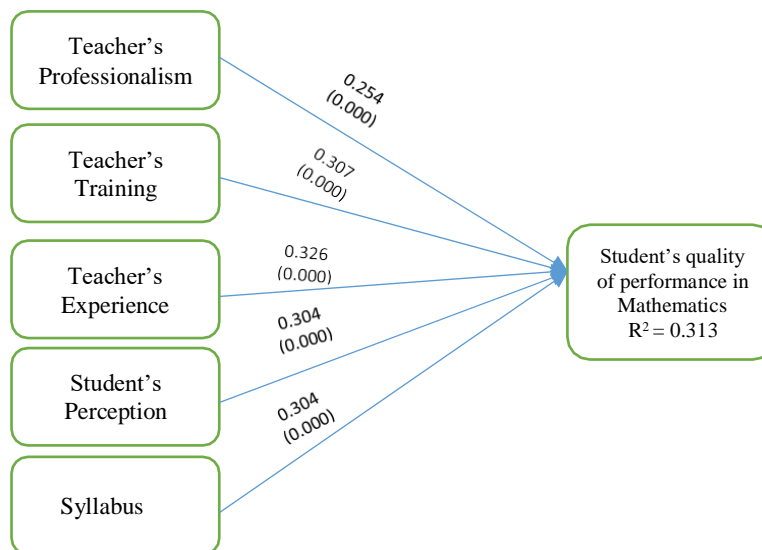 Teacher’s
Professionalism
0.254
(0.000)
Teacher’s
Training
0.307
(0.000)
Teacher’s
Experience
0.326
(0.000)
Student’s
Perception
0.304
(0.000)
Syllabus
0.304
(0.000)
Student’s quality
of performance in
Mathematics
R² = 0.313